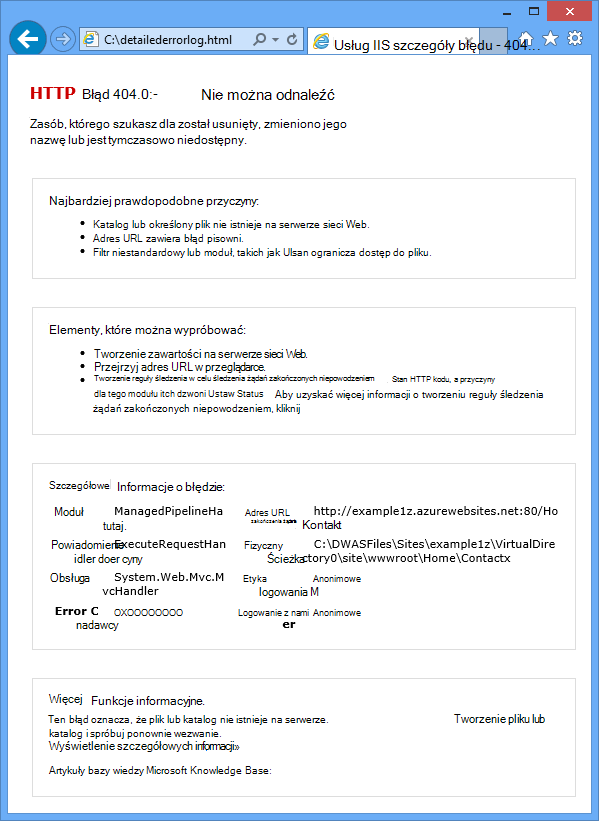 C:\detailederrorlog.html
Usług IIS szczegóły błędu - 404...
HTTP Błąd 404.0:- Nie można odnaleźć
Zasób, którego szukasz dla został usunięty, zmieniono jego
nazwę lub jest tymczasowo niedostępny.
Najbardziej prawdopodobne przyczyny:
• Katalog lub określony plik nie istnieje na serwerze sieci Web.
• Adres URL zawiera błąd pisowni.
• Filtr niestandardowy lub moduł, takich jak Ulsan ogranicza dostęp do pliku.
Elementy, które można wypróbować:
• Tworzenie zawartości na serwerze sieci Web.
• Przejrzyj adres URL w przeglądarce.
• Tworzenie reguły śledzenia w celu śledzenia żądań zakończonych niepowodzeniem Stan HTTP kodu, a przyczyny
dla tego modułu itch dzwoni Ustaw Status Aby uzyskać więcej informacji o tworzeniu reguły śledzenia
żądań zakończonych niepowodzeniem, kliknij
Szczegółowe Informacje o błędzie:
Moduł ManagedPipelineHa Adres URL http://example1z.azurewebsites.net:80/Ho
tutaj. Kontakt
Powiadomienie ExecuteRequestHan Fizyczny C:\DWASFiles\Sites\example1z\VirtualDire
idler doer cyny Ścieżka ctory0\site\wwwroot\Home\Contactx
Obsługa System.Web.Mvc.M Etyka Anonimowe
vcHandler logowania M
Error C 0X00000000 Logowanie z nami Anonimowe
nadawcy er
Więcej Funkcje informacyjne.
Ten błąd oznacza, że plik lub katalog nie istnieje na serwerze. Tworzenie pliku lub
katalog i spróbuj ponownie wezwanie.
Wyświetlenie szczegółowych informacji»
Artykuły bazy wiedzy Microsoft Knowledge Base: